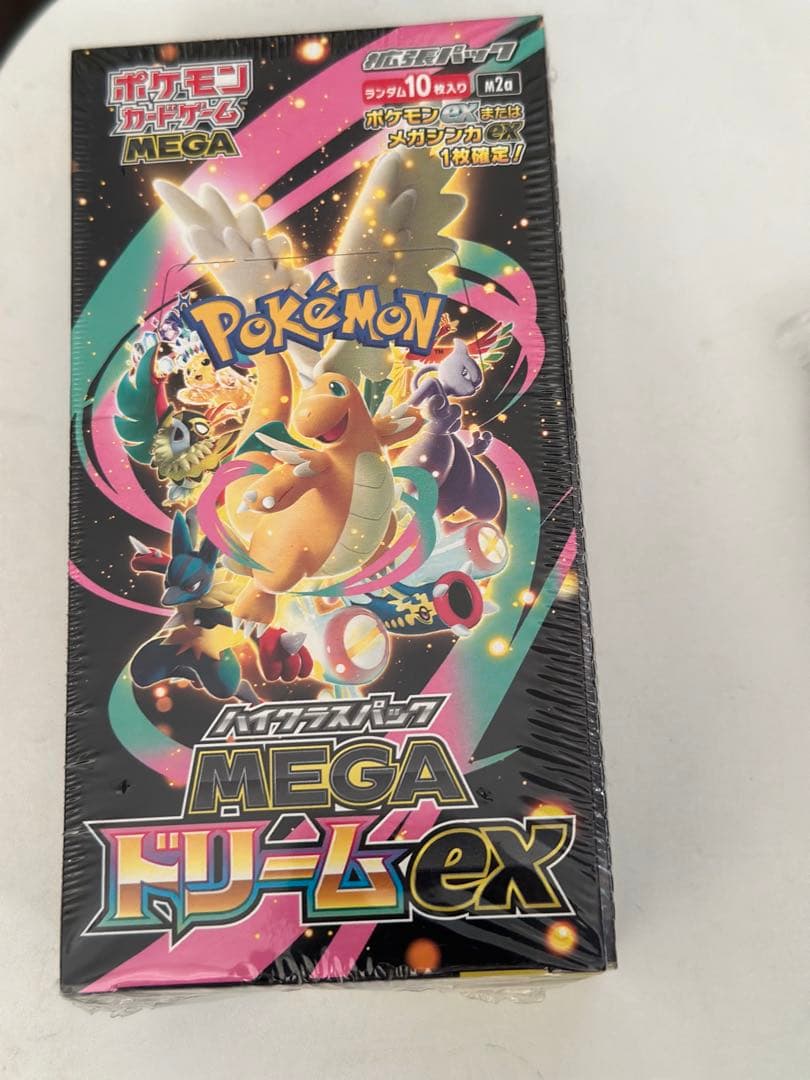 ポケモン
カードゲーム
MEGA
拡張パック
ランダム10枚入り
M2a
ポケモンexまたは
メガシンカex
1枚確定!
POKéMON
TM
ハイクラスパック
MEGA
ドリームex